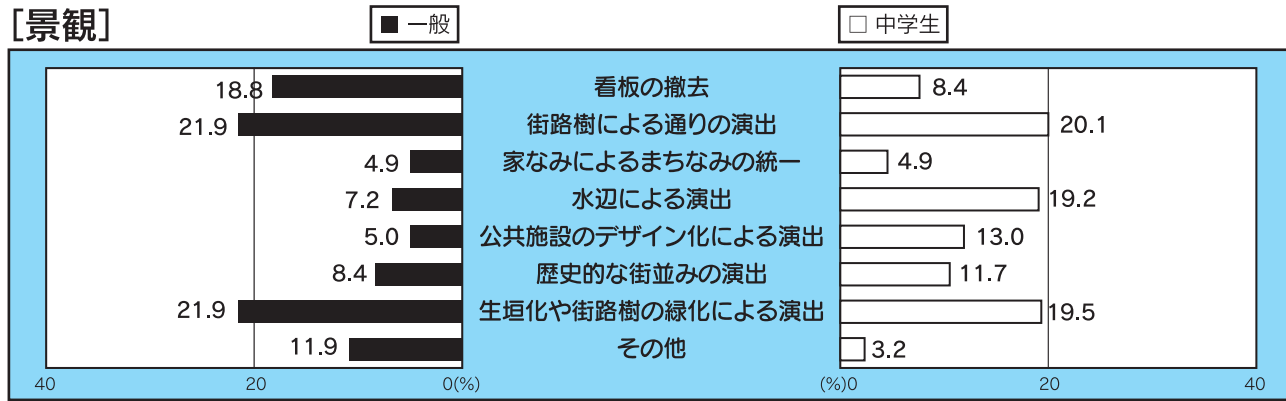 [景観]
■ 一般
□ 中学生
18.8 看板の撤去 8.4
21.9 街路樹による通りの演出 20.1
4.9 家なみによるまちなみの統一 4.9
7.2 水辺による演出 19.2
5.0 公共施設のデザイン化による演出 13.0
8.4 歴史的な街並みの演出 11.7
21.9 生垣化や街路樹の緑化による演出 19.5
11.9 その他 3.2
40 20 0(%) (%)0 20 40